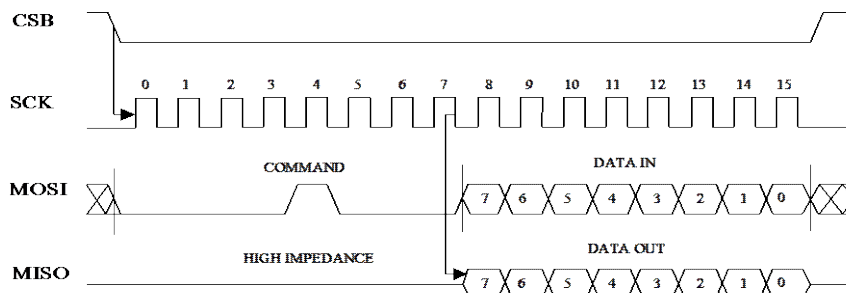 CSB
0 1 2 3 4 5 6 7 8 9 10 11 12 13 14 15
SCK
COMMAND DATA IN
MOSI
7 6 5 4 3 2 1 0
HIGH IMPEDANCE DATA OUT
MISO
7 6 5 4 3 2 1 0